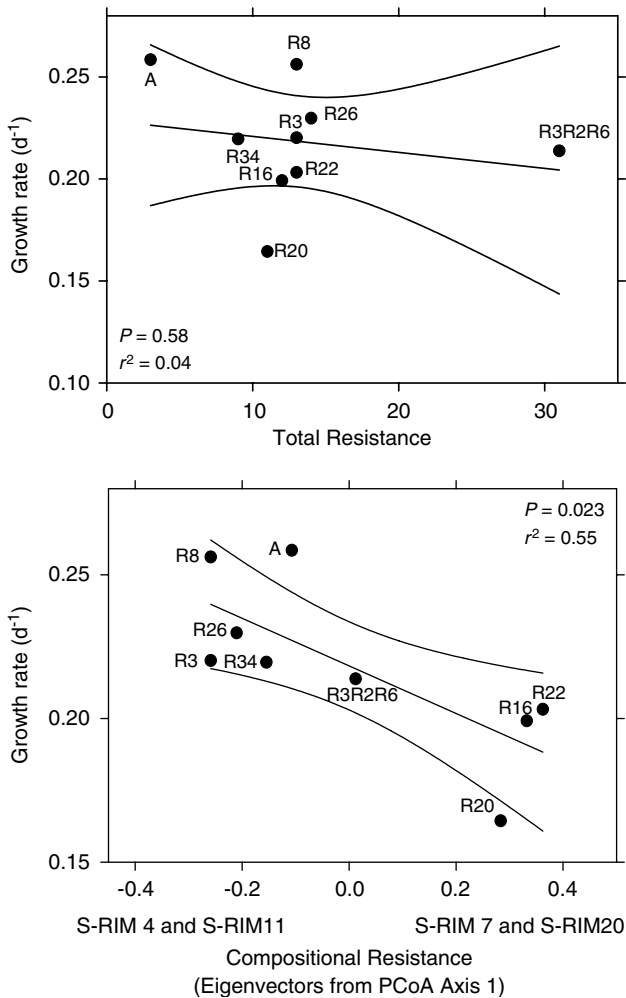 0.25
0.20
0.15
0.10
Growth rate (d⁻¹)
A
R8
R26
R3
R34
R16
R22
R20
R3R2R6
P = 0.58
r² = 0.04
0
10
20
30
Total Resistance
P = 0.023
r² = 0.55
0.25
0.20
0.15
Growth rate (d⁻¹)
R8
A
R26
R3
R34
R3R2R6
R22
R16
R20
-0.4
-0.2
0.0
0.2
0.4
S-RIM 4 and S-RIM11
S-RIM 7 and S-RIM20
Compositional Resistance
(Eigenvectors from PCoA Axis 1)